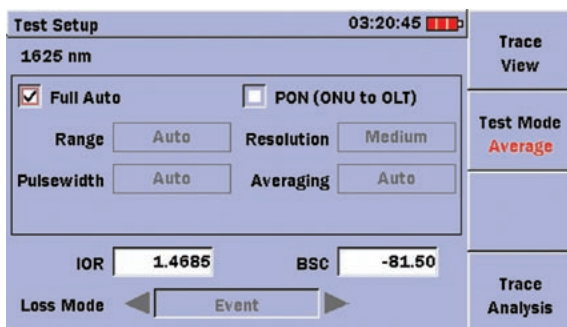 Test Setup 03:20:45
1625 nm
Full Auto PON (ONU to OLT)
Range Auto Resolution Medium
Pulsewidth Auto Averaging Auto
IOR 1.4685 BSC -81.50
Loss Mode Event
Trace
View
Test Mode
Average
Trace
Analysis